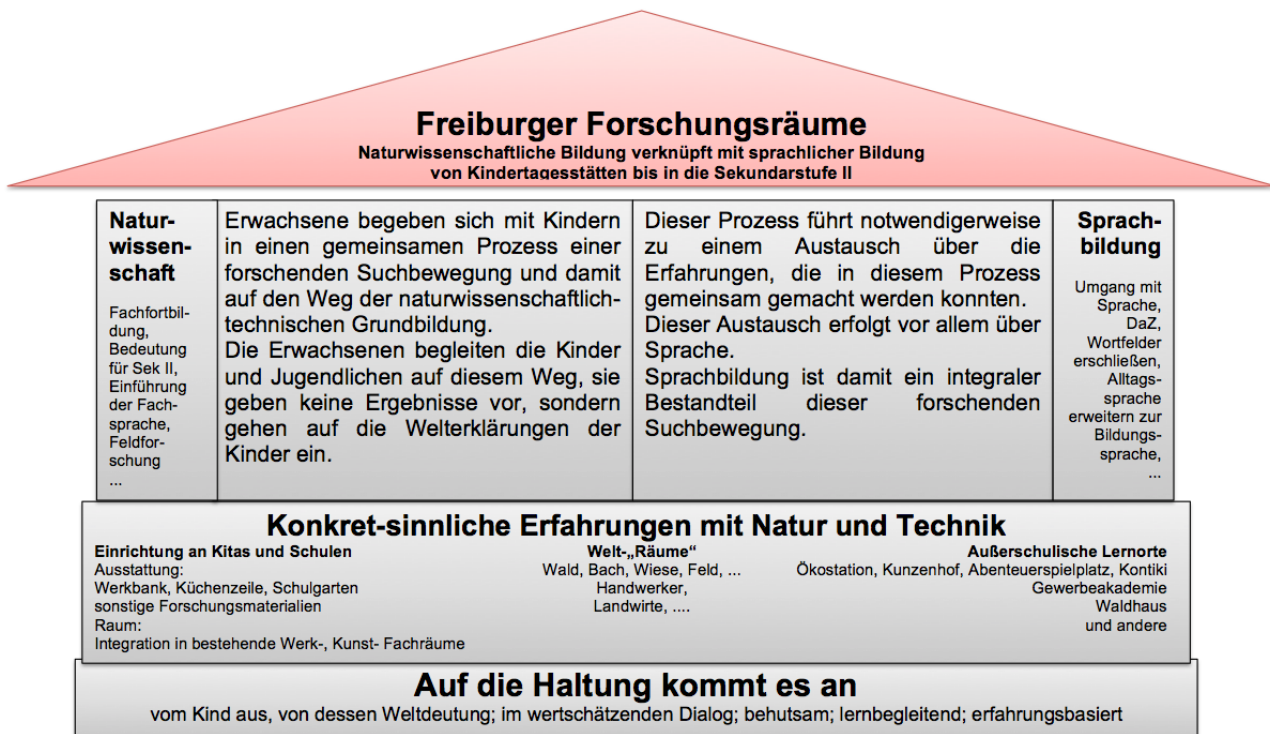 Freiburger Forschungsräume
Naturwissenschaftliche Bildung verknüpft mit sprachlicher Bildung
von Kindertagesstätten bis in die Sekundarstufe II
Natur-
wissen-
schaft
Fachfortbil-
dung,
Bedeutung
für Sek II,
Einführung
der Fach-
sprache,
Feldfor-
schung
...
Erwachsene begeben sich mit Kindern
in einen gemeinsamen Prozess einer
forschenden Suchbewegung und damit
auf den Weg der naturwissenschaftlich-
technischen Grundbildung.
Die Erwachsenen begleiten die Kinder
und Jugendlichen auf diesem Weg, sie
geben keine Ergebnisse vor, sondern
gehen auf die Welterklärungen der
Kinder ein.
Dieser Prozess führt notwendigerweise
zu einem Austausch über die
Erfahrungen, die in diesem Prozess
gemeinsam gemacht werden konnten.
Dieser Austausch erfolgt vor allem über
Sprache.
Sprachbildung ist damit ein integraler
Bestandteil dieser forschenden
Suchbewegung.
Sprach-
bildung
Umgang mit
Sprache,
DaZ,
Wortfelder
erschließen,
Alltags-
sprache
erweitern zur
Bildungs-
sprache,
...
Konkret-sinnliche Erfahrungen mit Natur und Technik
Einrichtung an Kitas und Schulen
Ausstattung:
Werkbank, Küchenzeile, Schulgarten
sonstige Forschungsmaterialien
Raum:
Integration in bestehende Werk-, Kunst- Fachräume
Welt-„Räume“
Wald, Bach, Wiese, Feld, ...
Handwerker,
Landwirte, ....
Außerschulische Lernorte
Ökostation, Kunzenhof, Abenteuerspielplatz, Kontiki
Gewerbeakademie
Waldhaus
und andere
Auf die Haltung kommt es an
vom Kind aus, von dessen Weltdeutung; im wertschätzenden Dialog; behutsam; lernbegleitend; erfahrungsbasiert